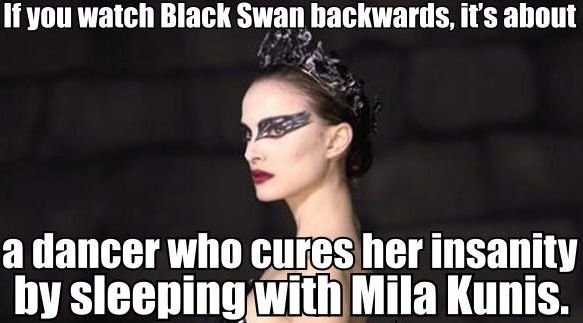 If you watch Black Swan backwards, it's about
a dancer who cures her insanity
by sleeping with Mila Kunis.